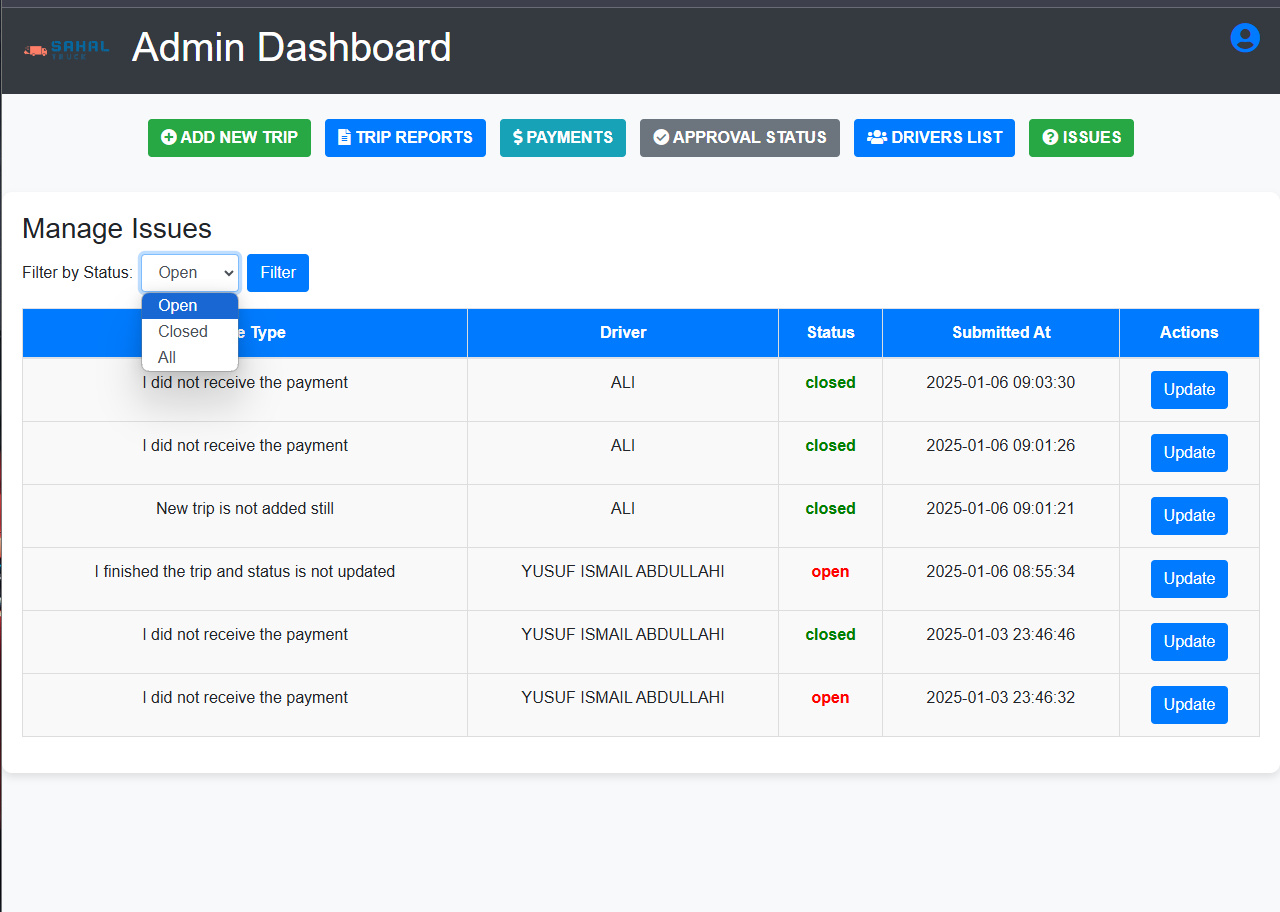 SAHAL
TRUCK
Admin Dashboard
ADD NEW TRIP
TRIP REPORTS
$ PAYMENTS
APPROVAL STATUS
DRIVERS LIST
? ISSUES
Manage Issues
Filter by Status: Open Filter
Open
Closed
All
e Type Driver Status Submitted At Actions
I did not receive the payment ALI closed 2025-01-06 09:03:30 Update
I did not receive the payment ALI closed 2025-01-06 09:01:26 Update
New trip is not added still ALI closed 2025-01-06 09:01:21 Update
I finished the trip and status is not updated YUSUF ISMAIL ABDULLAHI open 2025-01-06 08:55:34 Update
I did not receive the payment YUSUF ISMAIL ABDULLAHI closed 2025-01-03 23:46:46 Update
I did not receive the payment YUSUF ISMAIL ABDULLAHI open 2025-01-03 23:46:32 Update